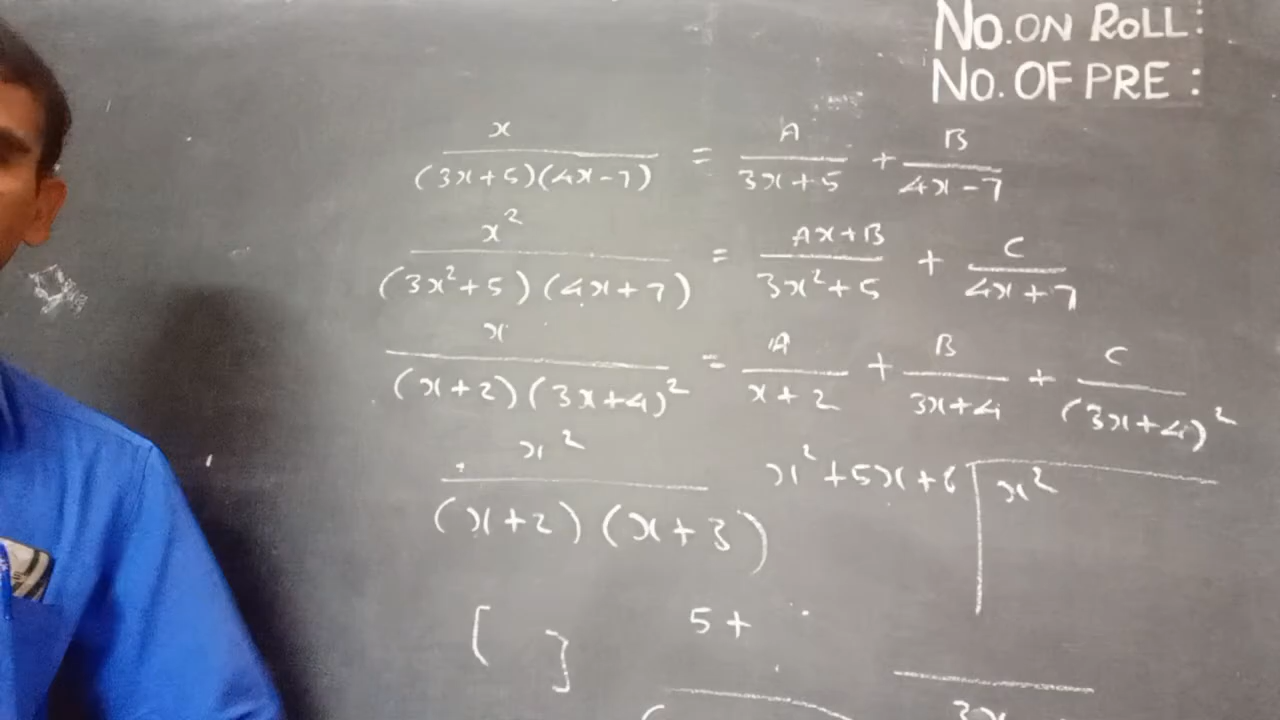 No. ON ROLL:
No. OF PRE :
x/(3x+5)(4x-7) = A/3x+5 + B/4x-7
x²/(3x²+5)(4x+7) = Ax+B/3x²+5 + C/4x+7
x/(x+2)(3x+4)² = A/x+2 + B/3x+4 + C/(3x+4)²
x²/(x+2)(x+3) x²+5x+6 | x²
[ ] 5+
3x